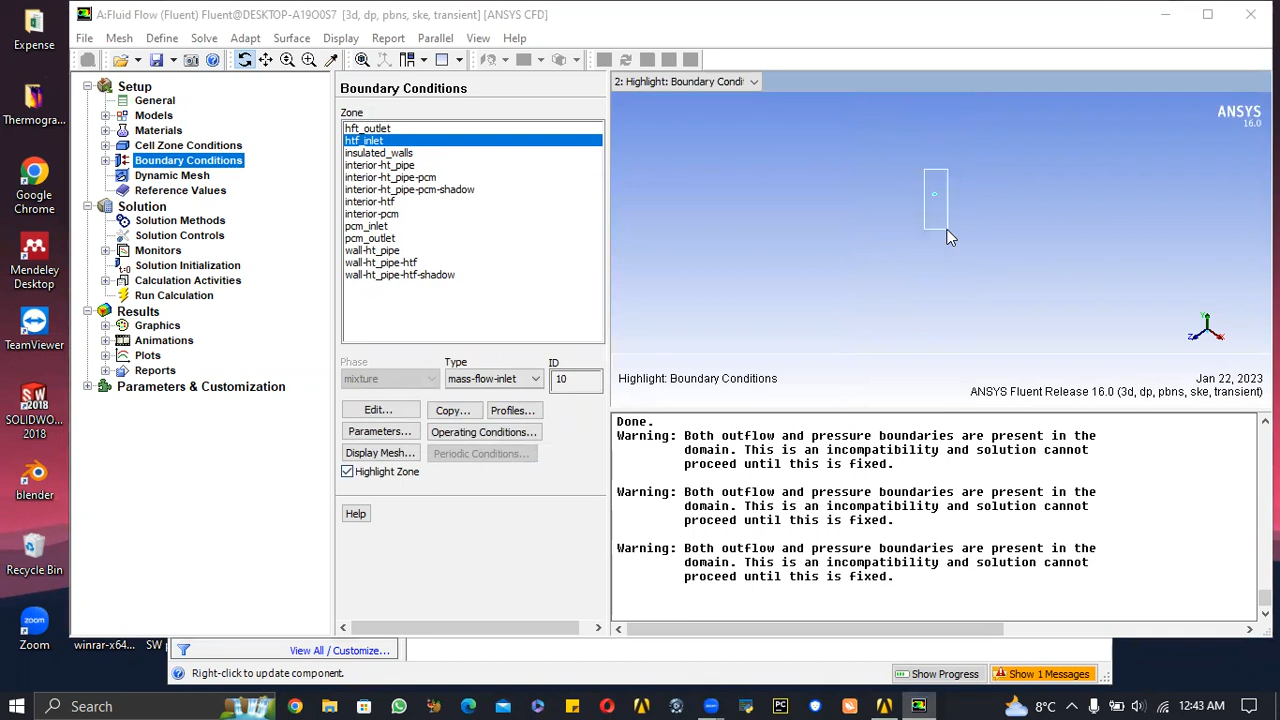 Expense
Thermogra...
Google
Chrome
Mendeley
Desktop
TeamViewer
SOLIDWO...
2018
blender
Recycle Bin
Zoom
winrar-x64...
SW p
A:Fluid Flow (Fluent) Fluent@DESKTOP-A19O0S7 [3d, dp, pbns, ske, transient] [ANSYS CFD]
File Mesh Define Solve Adapt Surface Display Report Parallel View Help
Setup
General
Models
Materials
Cell Zone Conditions
Boundary Conditions
Dynamic Mesh
Reference Values
Solution
Solution Methods
Solution Controls
Monitors
Solution Initialization
Calculation Activities
Run Calculation
Results
Graphics
Animations
Plots
Reports
Parameters & Customization
Boundary Conditions
Zone
hft_outlet
htf_inlet
insulated_walls
interior-ht_pipe
interior-ht_pipe-pcm
interior-ht_pipe-pcm-shadow
interior-htf
interior-pcm
pcm_inlet
pcm_outlet
wall-ht_pipe
wall-ht_pipe-htf
wall-ht_pipe-htf-shadow
Phase Type ID
mixture mass-flow-inlet 10
Edit... Copy... Profiles...
Parameters... Operating Conditions...
Display Mesh... Periodic Conditions...
Highlight Zone
Help
2: Highlight: Boundary Condit
ANSYS
16.0
Y
Z X
Highlight: Boundary Conditions Jan 22, 2023
ANSYS Fluent Release 16.0 (3d, dp, pbns, ske, transient)
Done.
Warning: Both outflow and pressure boundaries are present in the
domain. This is an incompatibility and solution cannot
proceed until this is fixed.
Warning: Both outflow and pressure boundaries are present in the
domain. This is an incompatibility and solution cannot
proceed until this is fixed.
Warning: Both outflow and pressure boundaries are present in the
domain. This is an incompatibility and solution cannot
proceed until this is fixed.
View All / Customize...
Right-click to update component. Show Progress Show 1 Messages
Search 8°C 12:43 AM